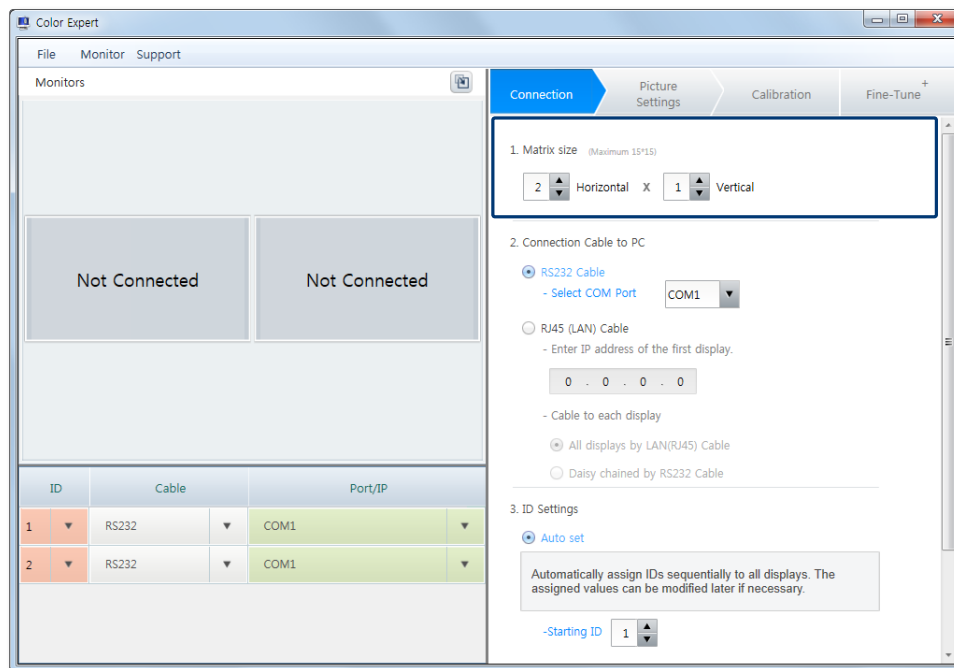 Color Expert
File Monitor Support
Monitors
Not Connected
Not Connected
ID Cable Port/IP
1 RS232 COM1
2 RS232 COM1
Connection
Picture
Settings
Calibration
Fine-Tune+
1. Matrix size (Maximum 15*15)
2 Horizontal X 1 Vertical
2. Connection Cable to PC
RS232 Cable
- Select COM Port COM1
RJ45 (LAN) Cable
- Enter IP address of the first display.
0 . 0 . 0 . 0
- Cable to each display
All displays by LAN(RJ45) Cable
Daisy chained by RS232 Cable
3. ID Settings
Auto set
Automatically assign IDs sequentially to all displays. The
assigned values can be modified later if necessary.
-Starting ID 1